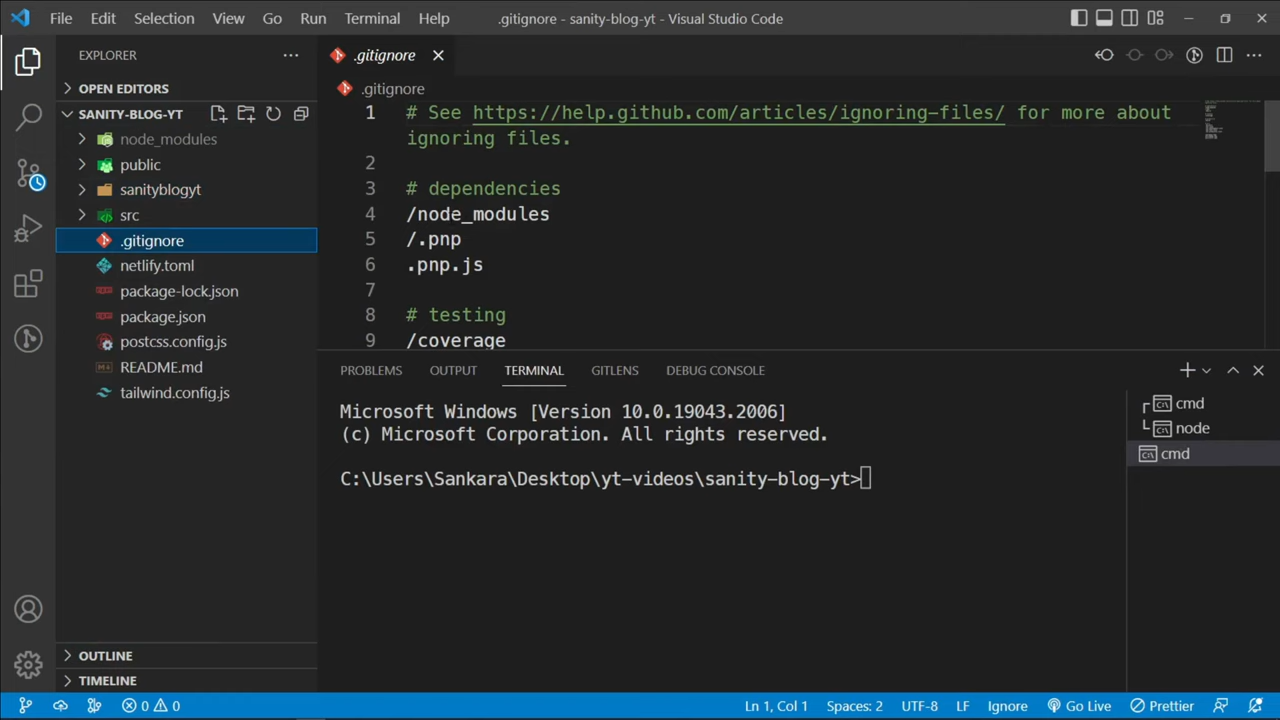 File Edit Selection View Go Run Terminal Help .gitignore - sanity-blog-yt - Visual Studio Code
EXPLORER
OPEN EDITORS
SANITY-BLOG-YT
node_modules
public
sanityblogyt
src
.gitignore
netlify.toml
package-lock.json
package.json
postcss.config.js
README.md
tailwind.config.js
OUTLINE
TIMELINE
.gitignore
.gitignore
1 # See https://help.github.com/articles/ignoring-files/ for more about
ignoring files.
2
3 # dependencies
4 /node_modules
5 /.pnp
6 .pnp.js
7
8 # testing
9 /coverage
PROBLEMS OUTPUT TERMINAL GITLENS DEBUG CONSOLE
Microsoft Windows [Version 10.0.19043.2006]
(c) Microsoft Corporation. All rights reserved.
C:\Users\Sankara\Desktop\yt-videos\sanity-blog-yt>
cmd
node
cmd
0 0 Ln 1, Col 1 Spaces: 2 UTF-8 LF Ignore Go Live Prettier